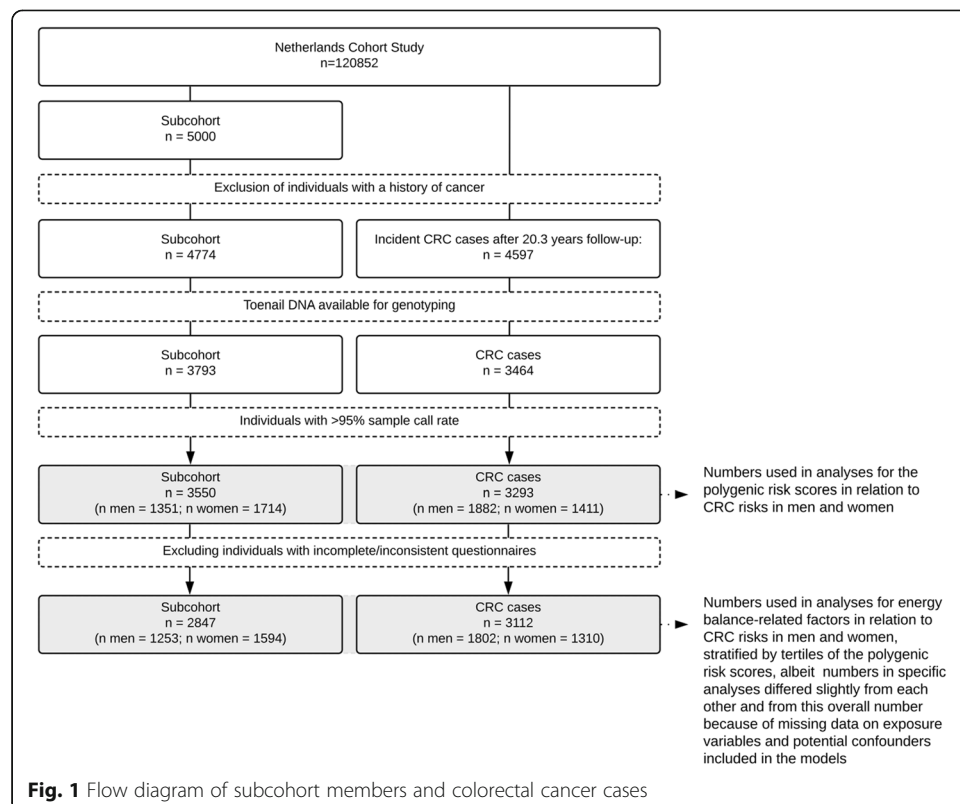 Netherlands Cohort Study
n=120852
Subcohort
n = 5000
Exclusion of individuals with a history of cancer
Subcohort
n = 4774
Incident CRC cases after 20.3 years follow-up:
n = 4597
Toenail DNA available for genotyping
Subcohort
n = 3793
CRC cases
n = 3464
Individuals with >95% sample call rate
Subcohort
n = 3550
(n men = 1351; n women = 1714)
CRC cases
n = 3293
(n men = 1882; n women = 1411)
Numbers used in analyses for the
polygenic risk scores in relation to
CRC risks in men and women
Excluding individuals with incomplete/inconsistent questionnaires
Subcohort
n = 2847
(n men = 1253; n women = 1594)
CRC cases
n = 3112
(n men = 1802; n women = 1310)
Numbers used in analyses for energy
balance-related factors in relation to
CRC risks in men and women,
stratified by tertiles of the polygenic
risk scores, albeit numbers in specific
analyses differed slightly from each
other and from this overall number
because of missing data on exposure
variables and potential confounders
included in the models
Fig. 1 Flow diagram of subcohort members and colorectal cancer cases